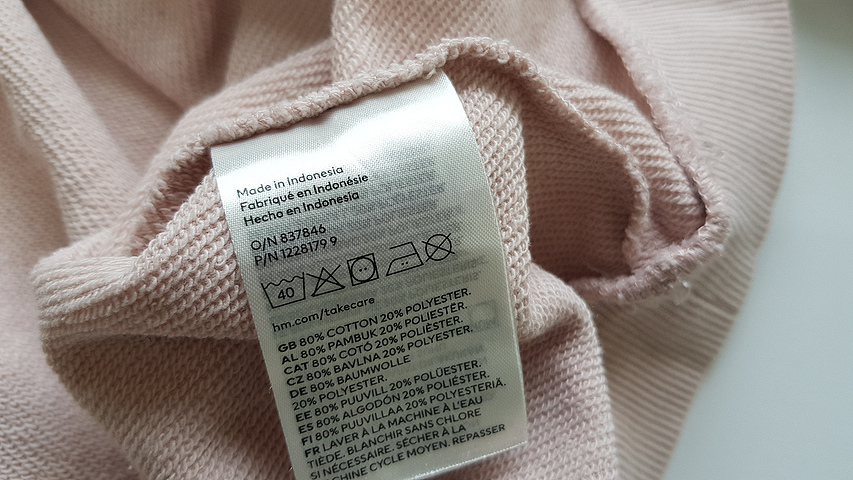 Made in Indonesia
Fabriqué en Indonésie
Hecho en Indonesia
O/N 837846
P/N 1228179 9
40
hm.com/takecare
GB 80% COTTON 20% POLYESTER.
AL 80% PAMBUK 20% POLIESTËR.
CAT 80% COTÓ 20% POLIÈSTER.
CZ 80% BAVLNA 20% POLYESTER.
DE 80% BAUMWOLLE
20% POLYESTER.
EE 80% PUUVILL 20% POLÜESTER.
ES 80% ALGODÓN 20% POLIÉSTER.
FI 80% PUUVILLAA 20% POLYESTERIÄ.
FR LAVER À LA MACHINE À L'EAU
TIÈDE. BLANCHIR SANS CHLORE
SI NÉCESSAIRE. SÉCHER À LA
CHINE CYCLE MOYEN. REPASSER